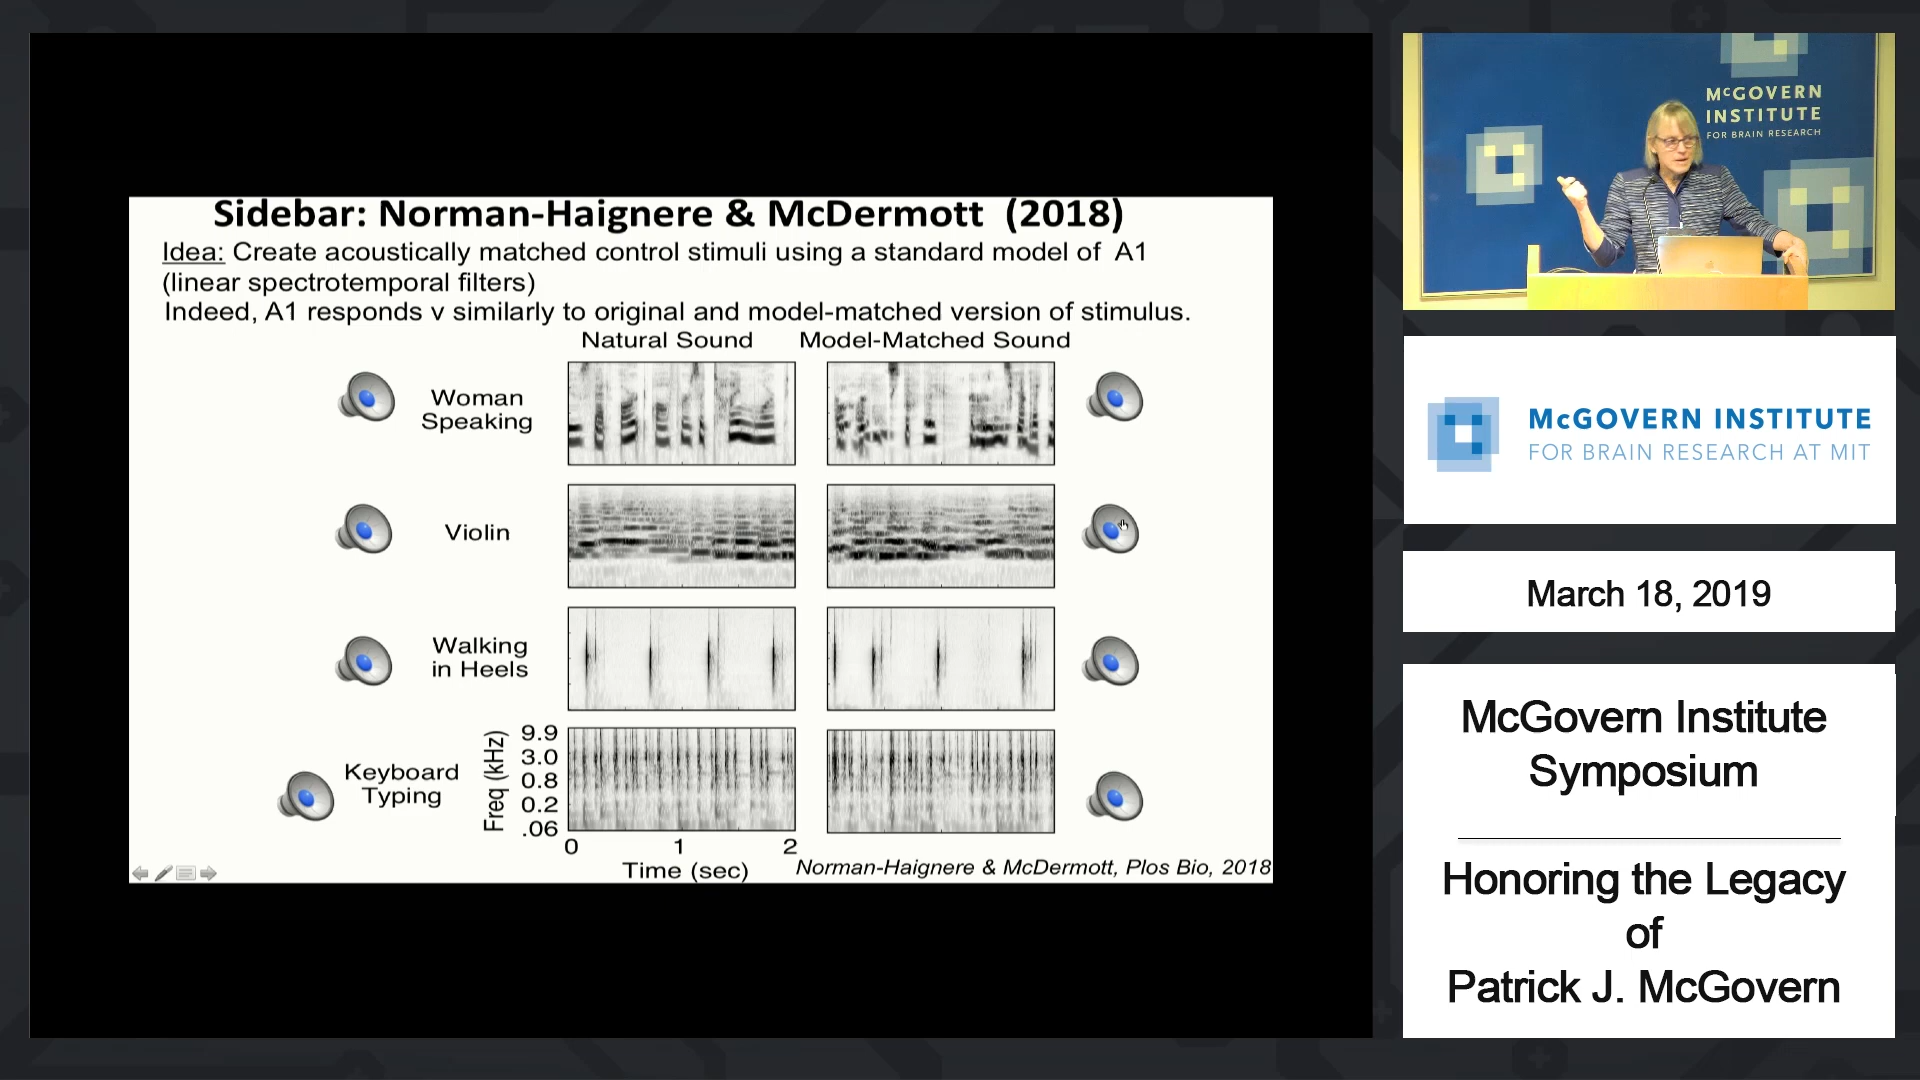 Sidebar: Norman-Haignere & McDermott (2018)
Idea: Create acoustically matched control stimuli using a standard model of A1
(linear spectrotemporal filters)
Indeed, A1 responds v similarly to original and model-matched version of stimulus.
Natural Sound
Model-Matched Sound
Woman
Speaking
Violin
Walking
in Heels
Keyboard
Typing
Freq (kHz)
9.9
3.0
0.8
0.2
.06
0
1
2
Time (sec)
Norman-Haignere & McDermott, Plos Bio, 2018
McGOVERN
INSTITUTE
FOR BRAIN RESEARCH
McGOVERN INSTITUTE
FOR BRAIN RESEARCH AT MIT
March 18, 2019
McGovern Institute
Symposium
Honoring the Legacy
of
Patrick J. McGovern